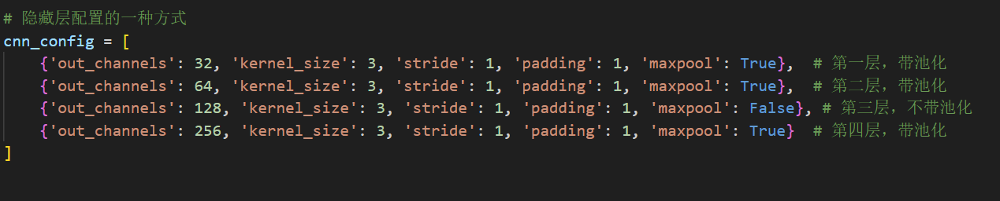 # 隐藏层配置的一种方式
cnn_config = [
    {'out_channels': 32, 'kernel_size': 3, 'stride': 1, 'padding': 1, 'maxpool': True},  # 第一层，带池化
    {'out_channels': 64, 'kernel_size': 3, 'stride': 1, 'padding': 1, 'maxpool': True},  # 第二层，带池化
    {'out_channels': 128, 'kernel_size': 3, 'stride': 1, 'padding': 1, 'maxpool': False}, # 第三层，不带池化
    {'out_channels': 256, 'kernel_size': 3, 'stride': 1, 'padding': 1, 'maxpool': True}  # 第四层，带池化
]